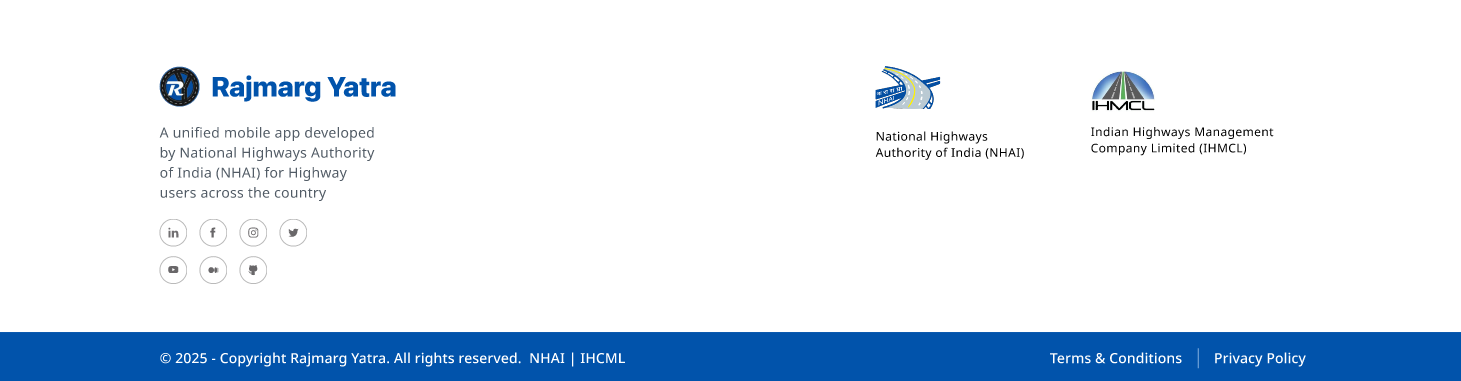 R Rajmarg Yatra
A unified mobile app developed
by National Highways Authority
of India (NHAI) for Highway
users across the country
भा रा रा प्रा
NHAI
National Highways
Authority of India (NHAI)
IHMCL
Indian Highways Management
Company Limited (IHMCL)
© 2025 - Copyright Rajmarg Yatra. All rights reserved.  NHAI | IHCML
Terms & Conditions
Privacy Policy